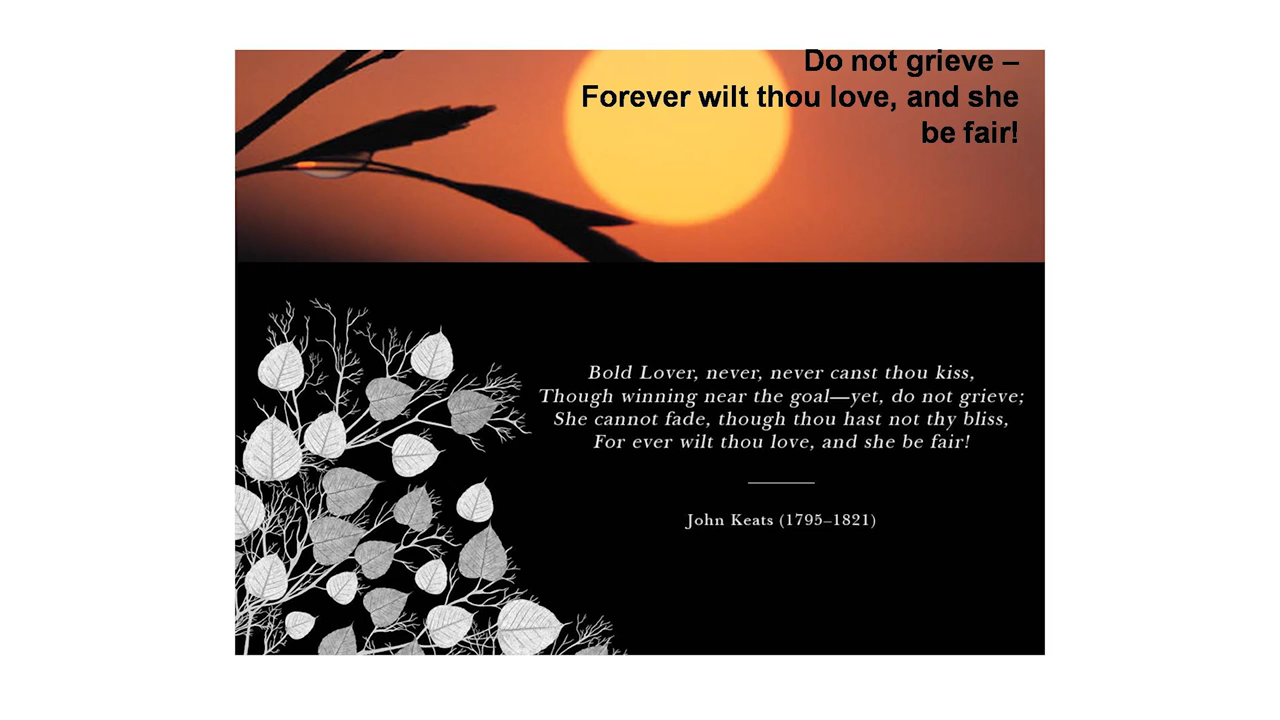 Do not grieve –
Forever wilt thou love, and she
be fair!
Bold Lover, never, never canst thou kiss,
Though winning near the goal—yet, do not grieve;
She cannot fade, though thou hast not thy bliss,
For ever wilt thou love, and she be fair!
John Keats (1795–1821)